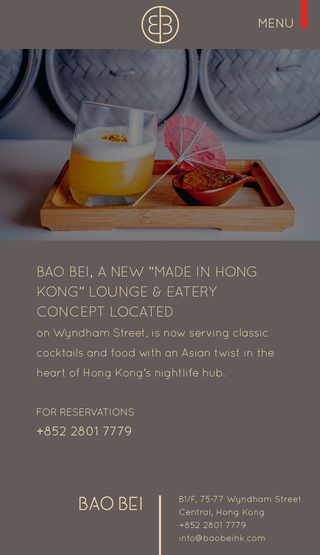 MENU
BAO BEI, A NEW “MADE IN HONG
KONG” LOUNGE & EATERY
CONCEPT LOCATED
on Wyndham Street, is now serving classic
cocktails and food with an Asian twist in the
heart of Hong Kong’s nightlife hub.
FOR RESERVATIONS
+852 2801 7779
BAO BEI
B1/F, 75-77 Wyndham Street
Central, Hong Kong
+852 2801 7779
info@baobeihk.com